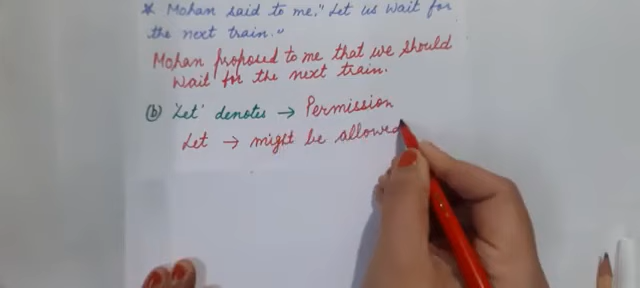 * Mohan said to me, "Let us wait for
the next train."
Mohan proposed to me that we should
wait for the next train.
(b) 'Let' denotes → Permission
Let → might be allowed